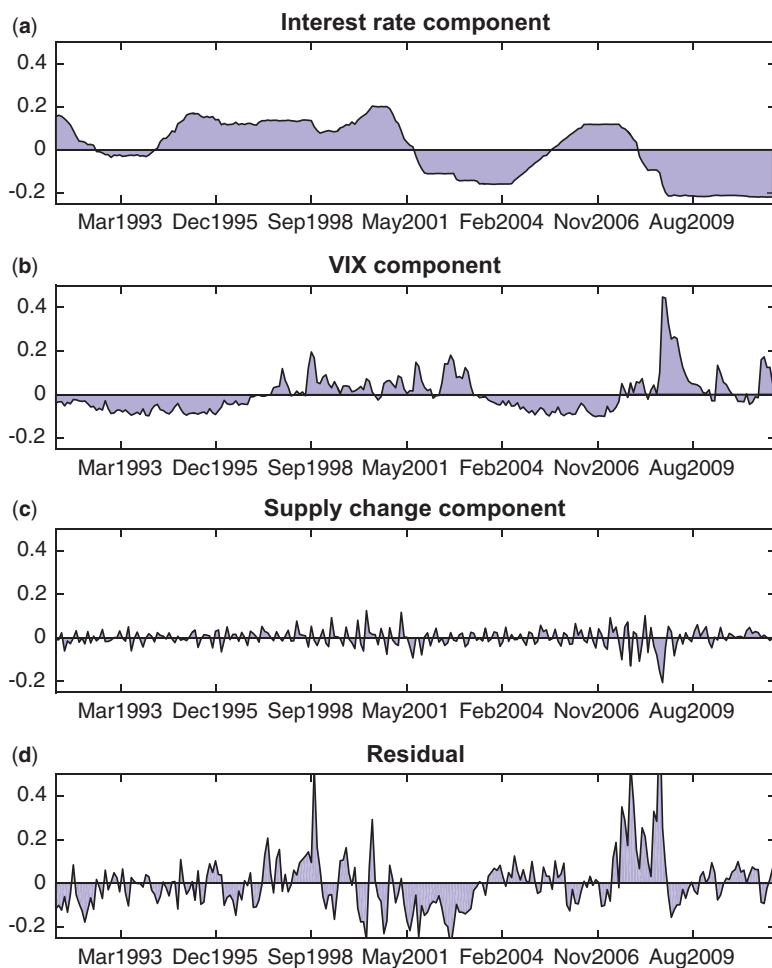 (a) Interest rate component
0.4
0.2
0
-0.2
Mar1993 Dec1995 Sep1998 May2001 Feb2004 Nov2006 Aug2009
(b) VIX component
0.4
0.2
0
-0.2
Mar1993 Dec1995 Sep1998 May2001 Feb2004 Nov2006 Aug2009
(c) Supply change component
0.4
0.2
0
-0.2
Mar1993 Dec1995 Sep1998 May2001 Feb2004 Nov2006 Aug2009
(d) Residual
0.4
0.2
0
-0.2
Mar1993 Dec1995 Sep1998 May2001 Feb2004 Nov2006 Aug2009